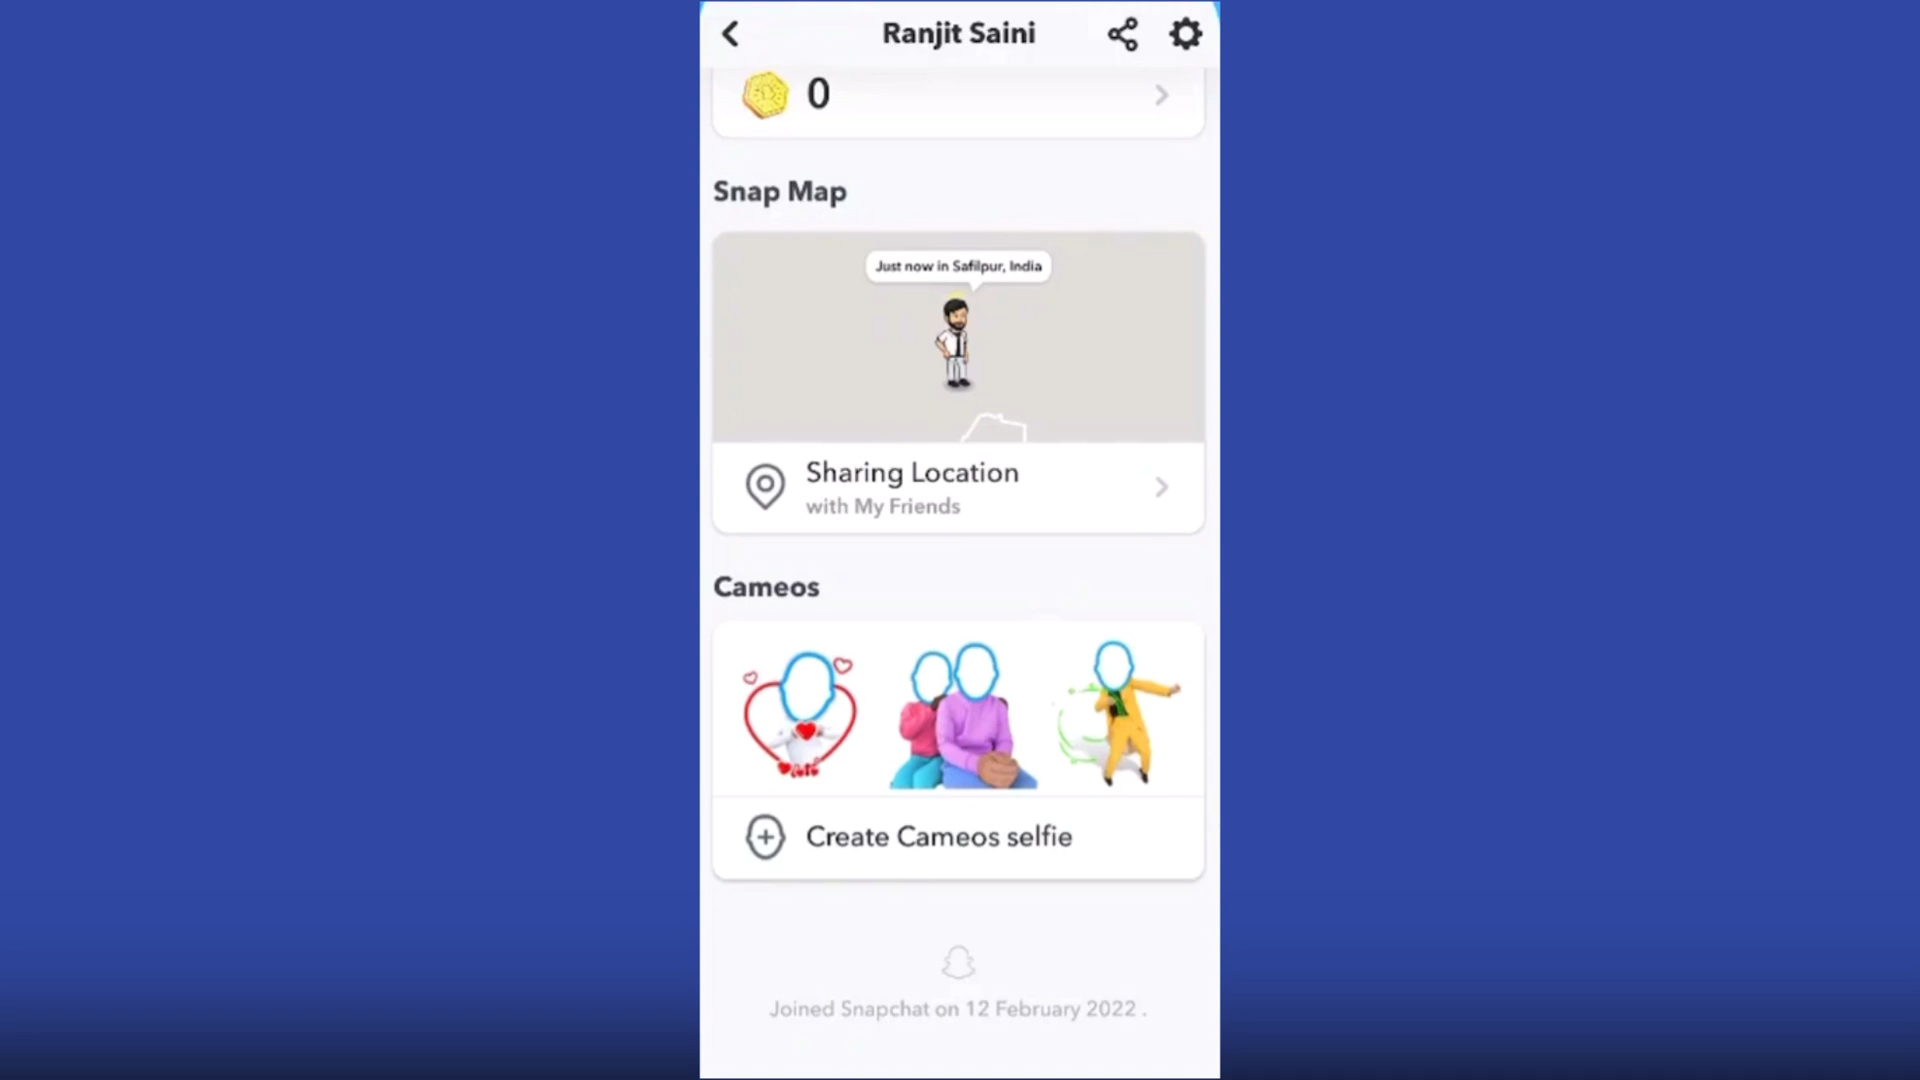 Ranjit Saini
0
Snap Map
Just now in Safilpur, India
Sharing Location
with My Friends
Cameos
Create Cameos selfie
Joined Snapchat on 12 February 2022 .